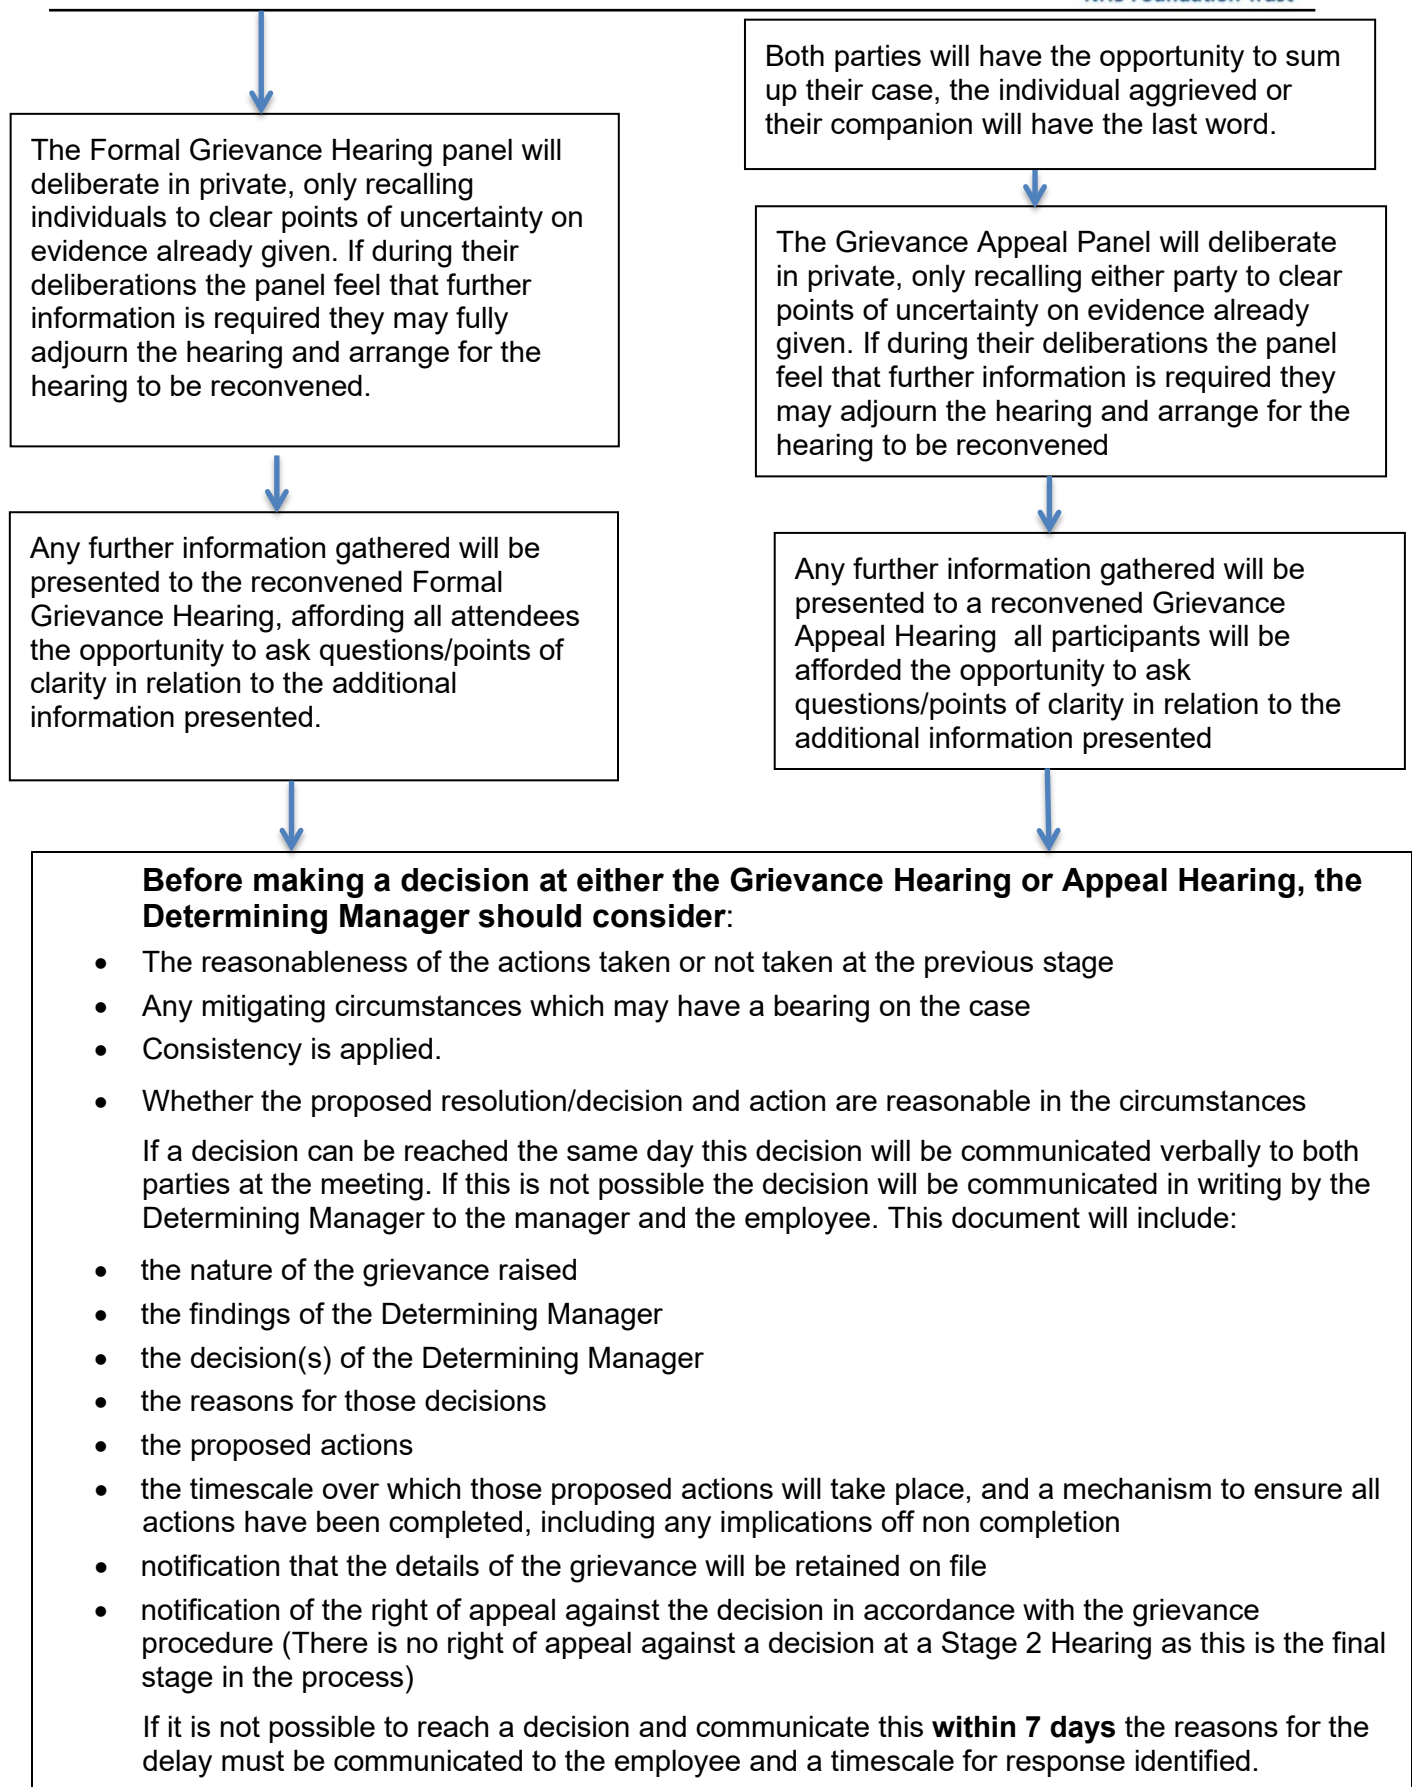 The Formal Grievance Hearing panel will
deliberate in private, only recalling
individuals to clear points of uncertainty on
evidence already given. If during their
deliberations the panel feel that further
information is required they may fully
adjourn the hearing and arrange for the
hearing to be reconvened.
Any further information gathered will be
presented to the reconvened Formal
Grievance Hearing, affording all attendees
the opportunity to ask questions/points of
clarity in relation to the additional
information presented.
Both parties will have the opportunity to sum
up their case, the individual aggrieved or
their companion will have the last word.
The Grievance Appeal Panel will deliberate
in private, only recalling either party to clear
points of uncertainty on evidence already
given. If during their deliberations the panel
feel that further information is required they
may adjourn the hearing and arrange for the
hearing to be reconvened
Any further information gathered will be
presented to a reconvened Grievance
Appeal Hearing  all participants will be
afforded the opportunity to ask
questions/points of clarity in relation to the
additional information presented
Before making a decision at either the Grievance Hearing or Appeal Hearing, the
Determining Manager should consider:
• The reasonableness of the actions taken or not taken at the previous stage
• Any mitigating circumstances which may have a bearing on the case
• Consistency is applied.
• Whether the proposed resolution/decision and action are reasonable in the circumstances
If a decision can be reached the same day this decision will be communicated verbally to both
parties at the meeting. If this is not possible the decision will be communicated in writing by the
Determining Manager to the manager and the employee. This document will include:
• the nature of the grievance raised
• the findings of the Determining Manager
• the decision(s) of the Determining Manager
• the reasons for those decisions
• the proposed actions
• the timescale over which those proposed actions will take place, and a mechanism to ensure all
actions have been completed, including any implications off non completion
• notification that the details of the grievance will be retained on file
• notification of the right of appeal against the decision in accordance with the grievance
procedure (There is no right of appeal against a decision at a Stage 2 Hearing as this is the final
stage in the process)
If it is not possible to reach a decision and communicate this within 7 days the reasons for the
delay must be communicated to the employee and a timescale for response identified.